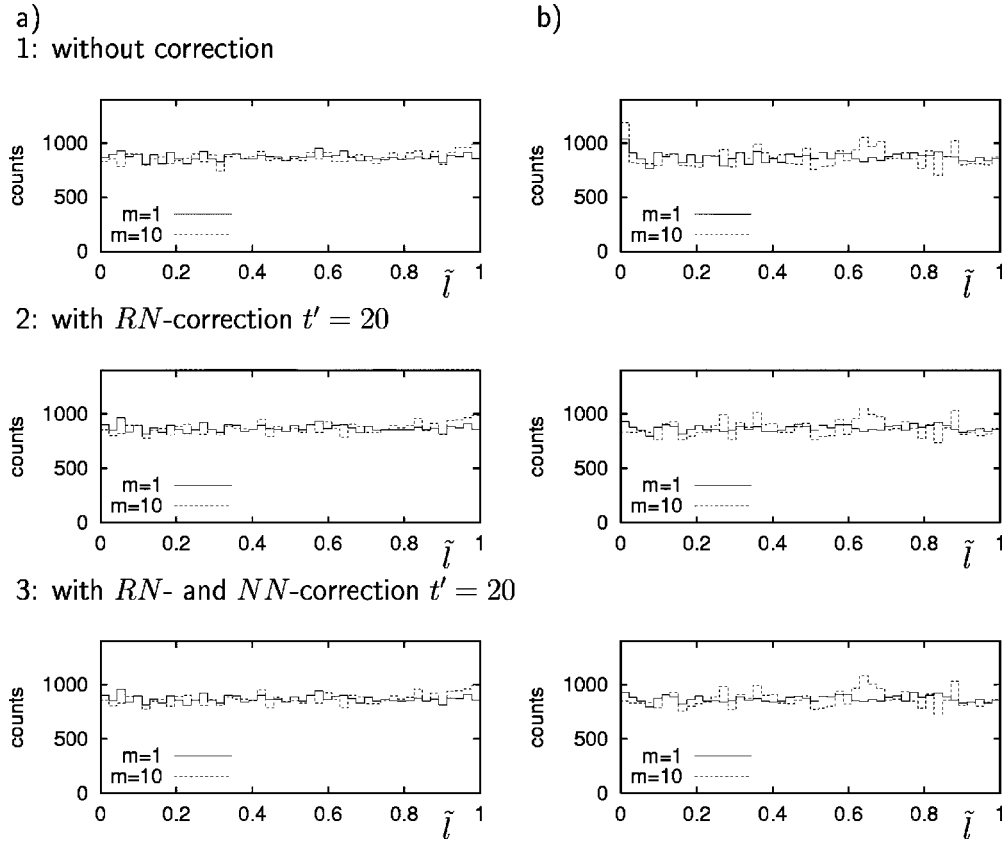 a) b)
1: without correction
counts
1000
500
0
m=1
m=10
0 0.2 0.4 0.6 0.8 1
l̃
counts
1000
500
0
m=1
m=10
0 0.2 0.4 0.6 0.8 1
l̃
2: with RN-correction t′ = 20
counts
1000
500
0
m=1
m=10
0 0.2 0.4 0.6 0.8 1
l̃
counts
1000
500
0
m=1
m=10
0 0.2 0.4 0.6 0.8 1
l̃
3: with RN- and NN-correction t′ = 20
counts
1000
500
0
m=1
m=10
0 0.2 0.4 0.6 0.8 1
l̃
counts
1000
500
0
m=1
m=10
0 0.2 0.4 0.6 0.8 1
l̃